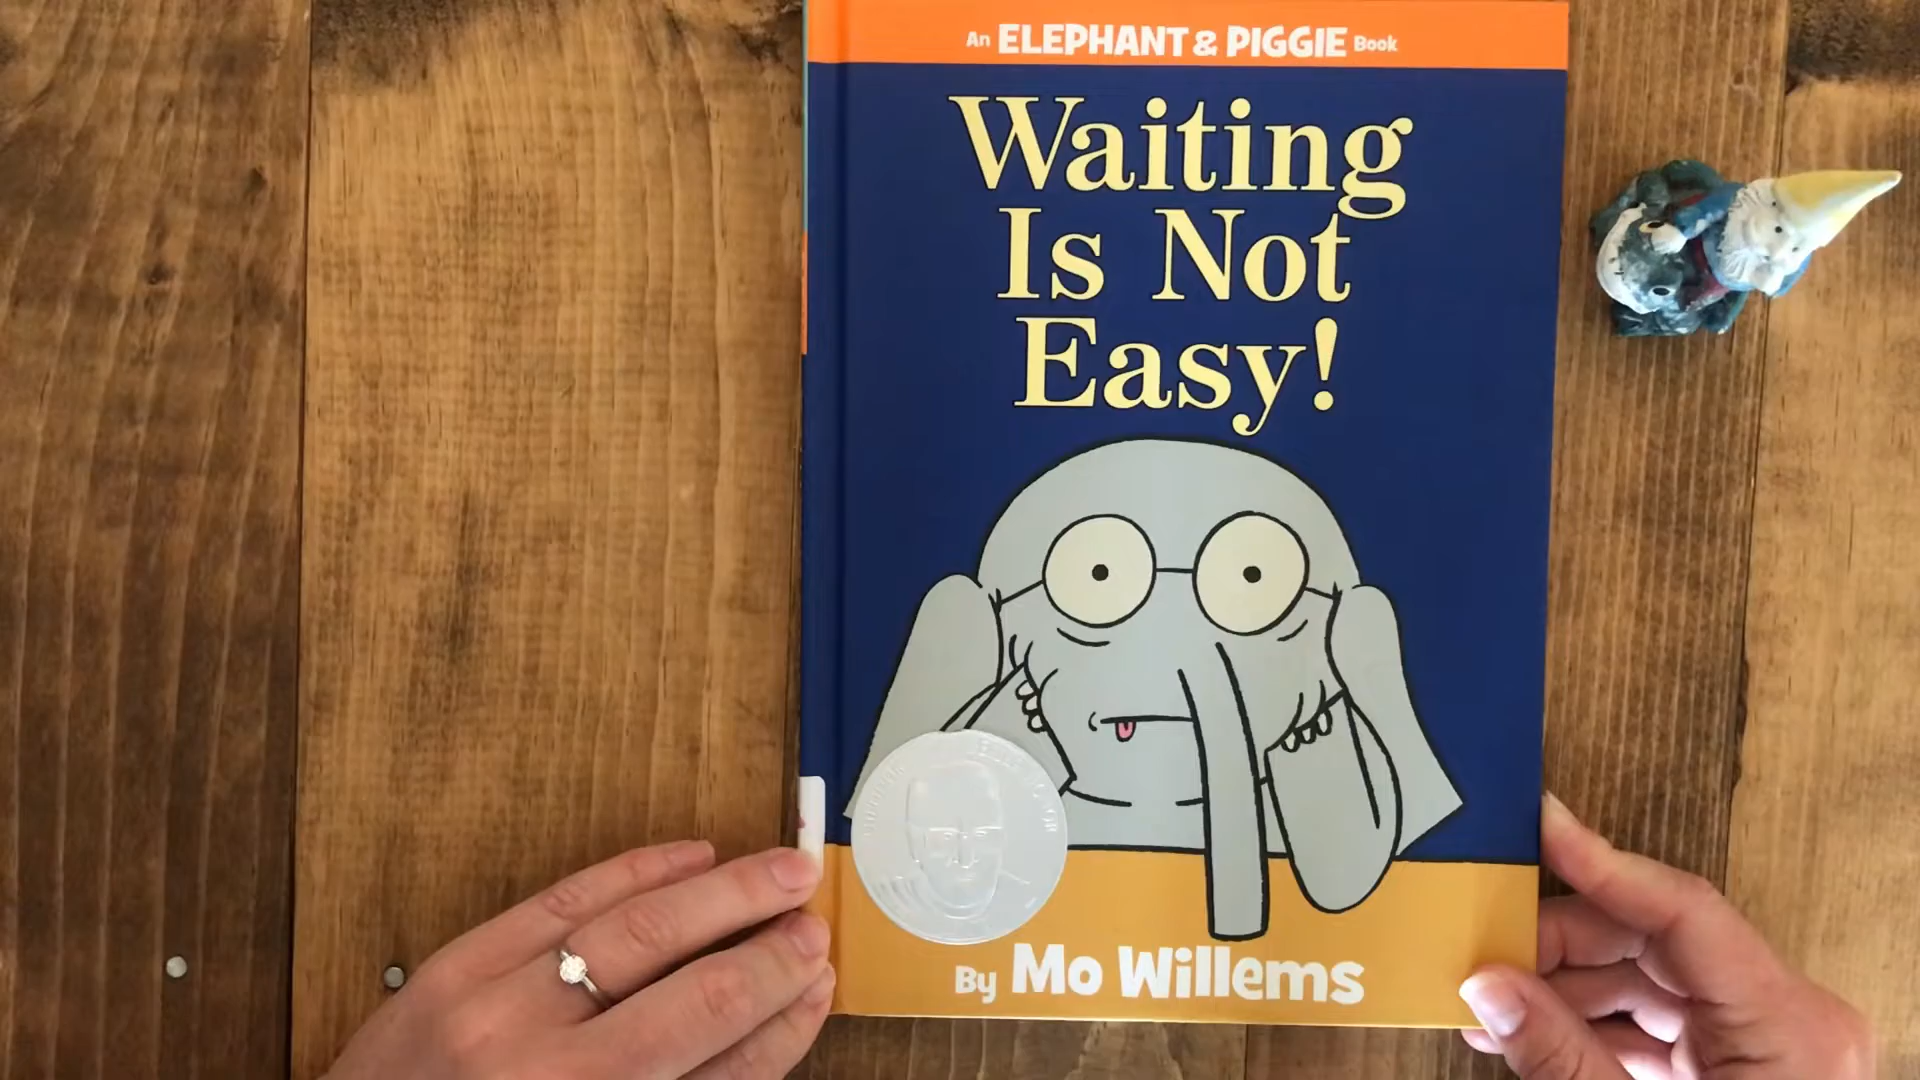 An ELEPHANT & PIGGIE Book
Waiting
Is Not
Easy!
By Mo Willems